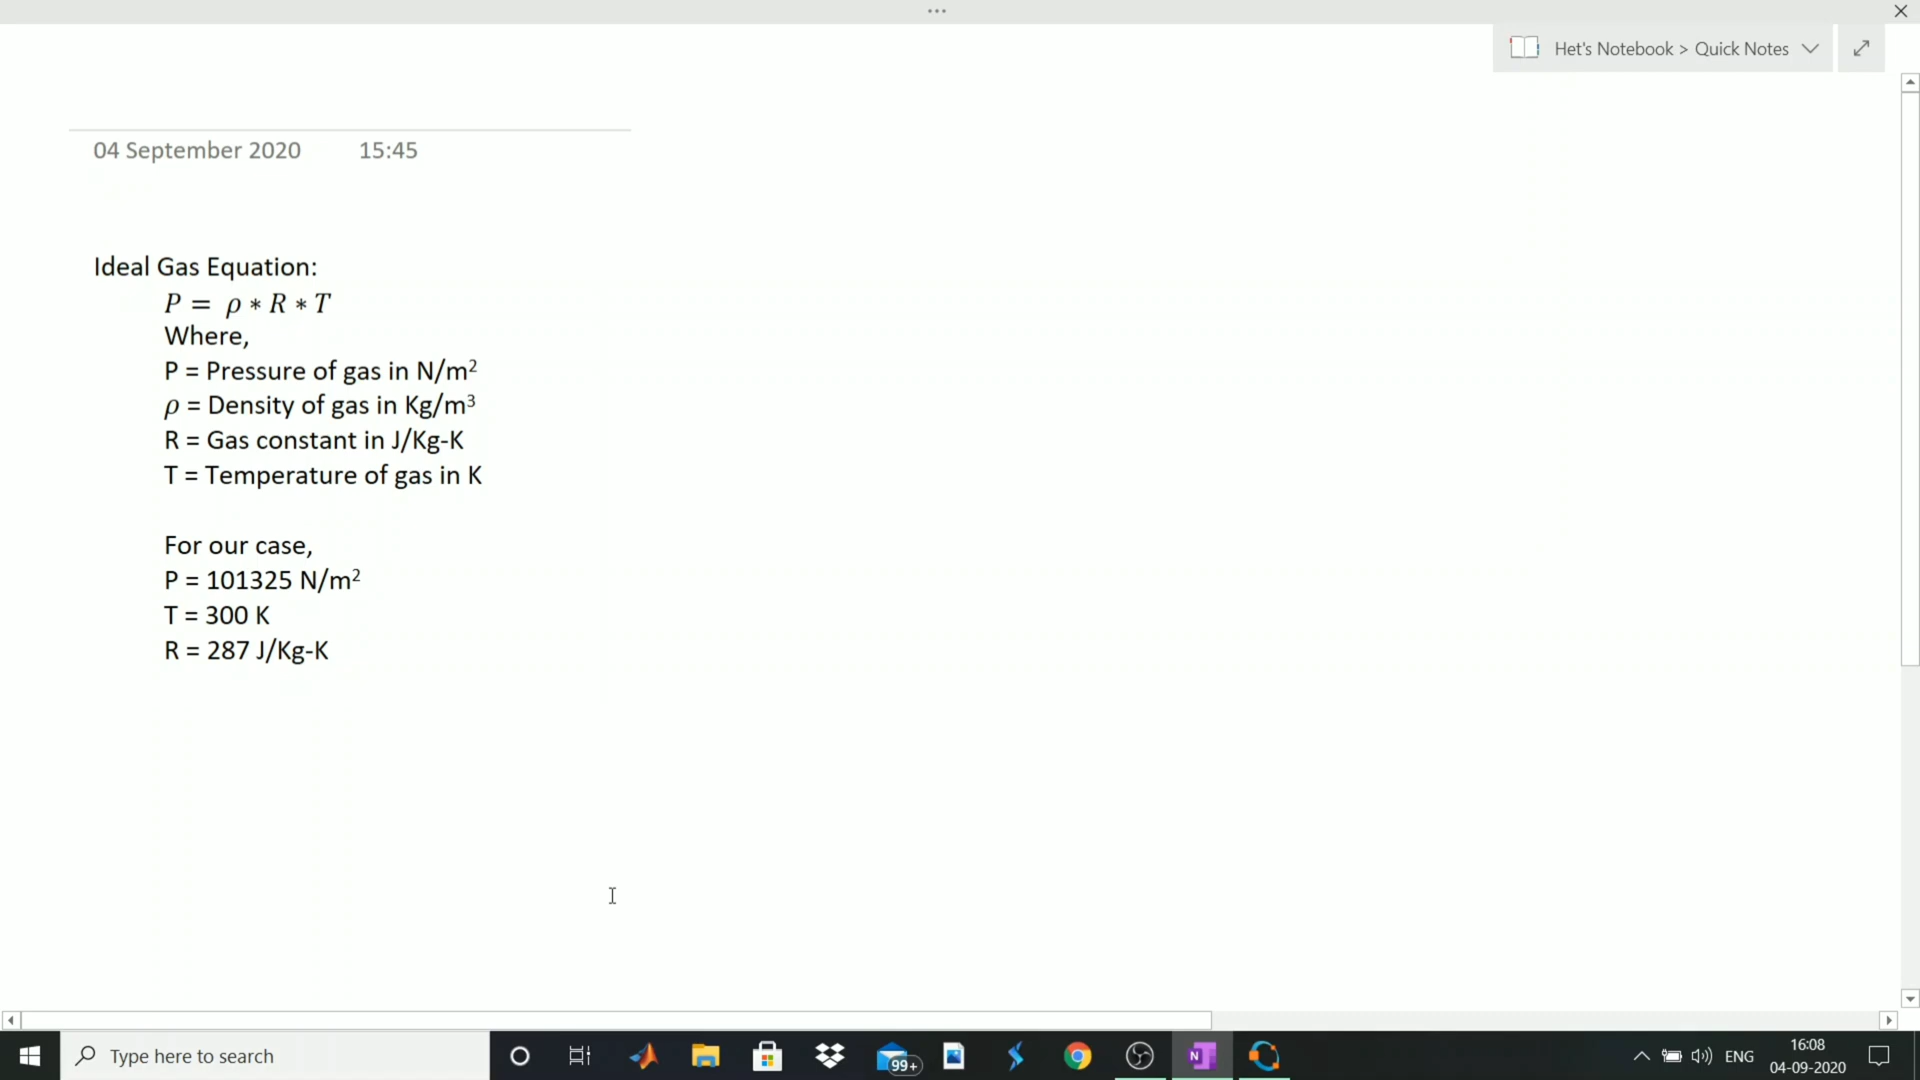 Het's Notebook > Quick Notes
04 September 2020 15:45
Ideal Gas Equation:
P = ρ ∗ R ∗ T
Where,
P = Pressure of gas in N/m²
ρ = Density of gas in Kg/m³
R = Gas constant in J/Kg-K
T = Temperature of gas in K
For our case,
P = 101325 N/m²
T = 300 K
R = 287 J/Kg-K
Type here to search
99+
N
ENG
16:08
04-09-2020